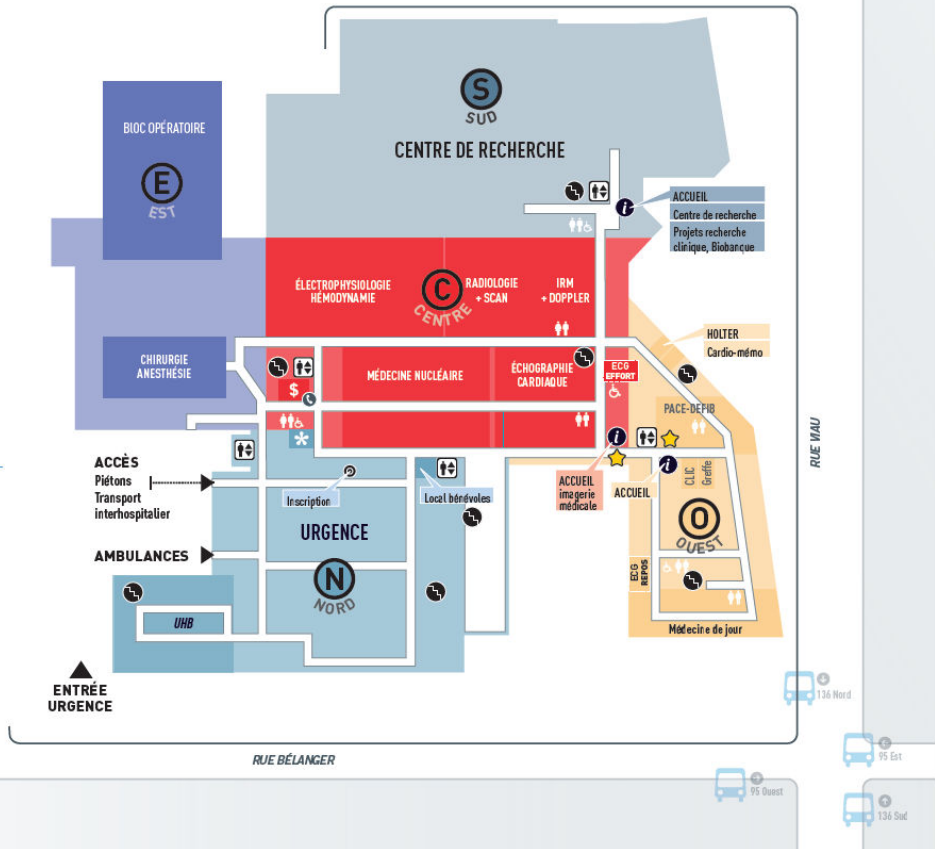 S
SUD
CENTRE DE RECHERCHE
BLOC OPÉRATOIRE
E
EST
i
ACCUEIL
Centre de recherche
Projets recherche
clinique, Biobanque
ÉLECTROPHYSIOLOGIE
HÉMODYNAMIE
C
CENTRE
RADIOLOGIE
+ SCAN
IRM
+ DOPPLER
HOLTER
Cardio-mémo
CHIRURGIE
ANESTHÉSIE
$
MÉDECINE NUCLÉAIRE
ÉCHOGRAPHIE
CARDIAQUE
ECG
EFFORT
PACE-DEFIB
RUE VIAU
i
i
ACCÈS
Piétons
Transport
interhospitalier
Inscription
Local bénévoles
ACCUEIL
imagerie
médicale
ACCUEIL
CLIC
Greffe
O
OUEST
URGENCE
AMBULANCES
N
NORD
ECG
REPOS
UHB
Médecine de jour
ENTRÉE
URGENCE
136 Nord
RUE BÉLANGER
95 Est
95 Ouest
136 Sud